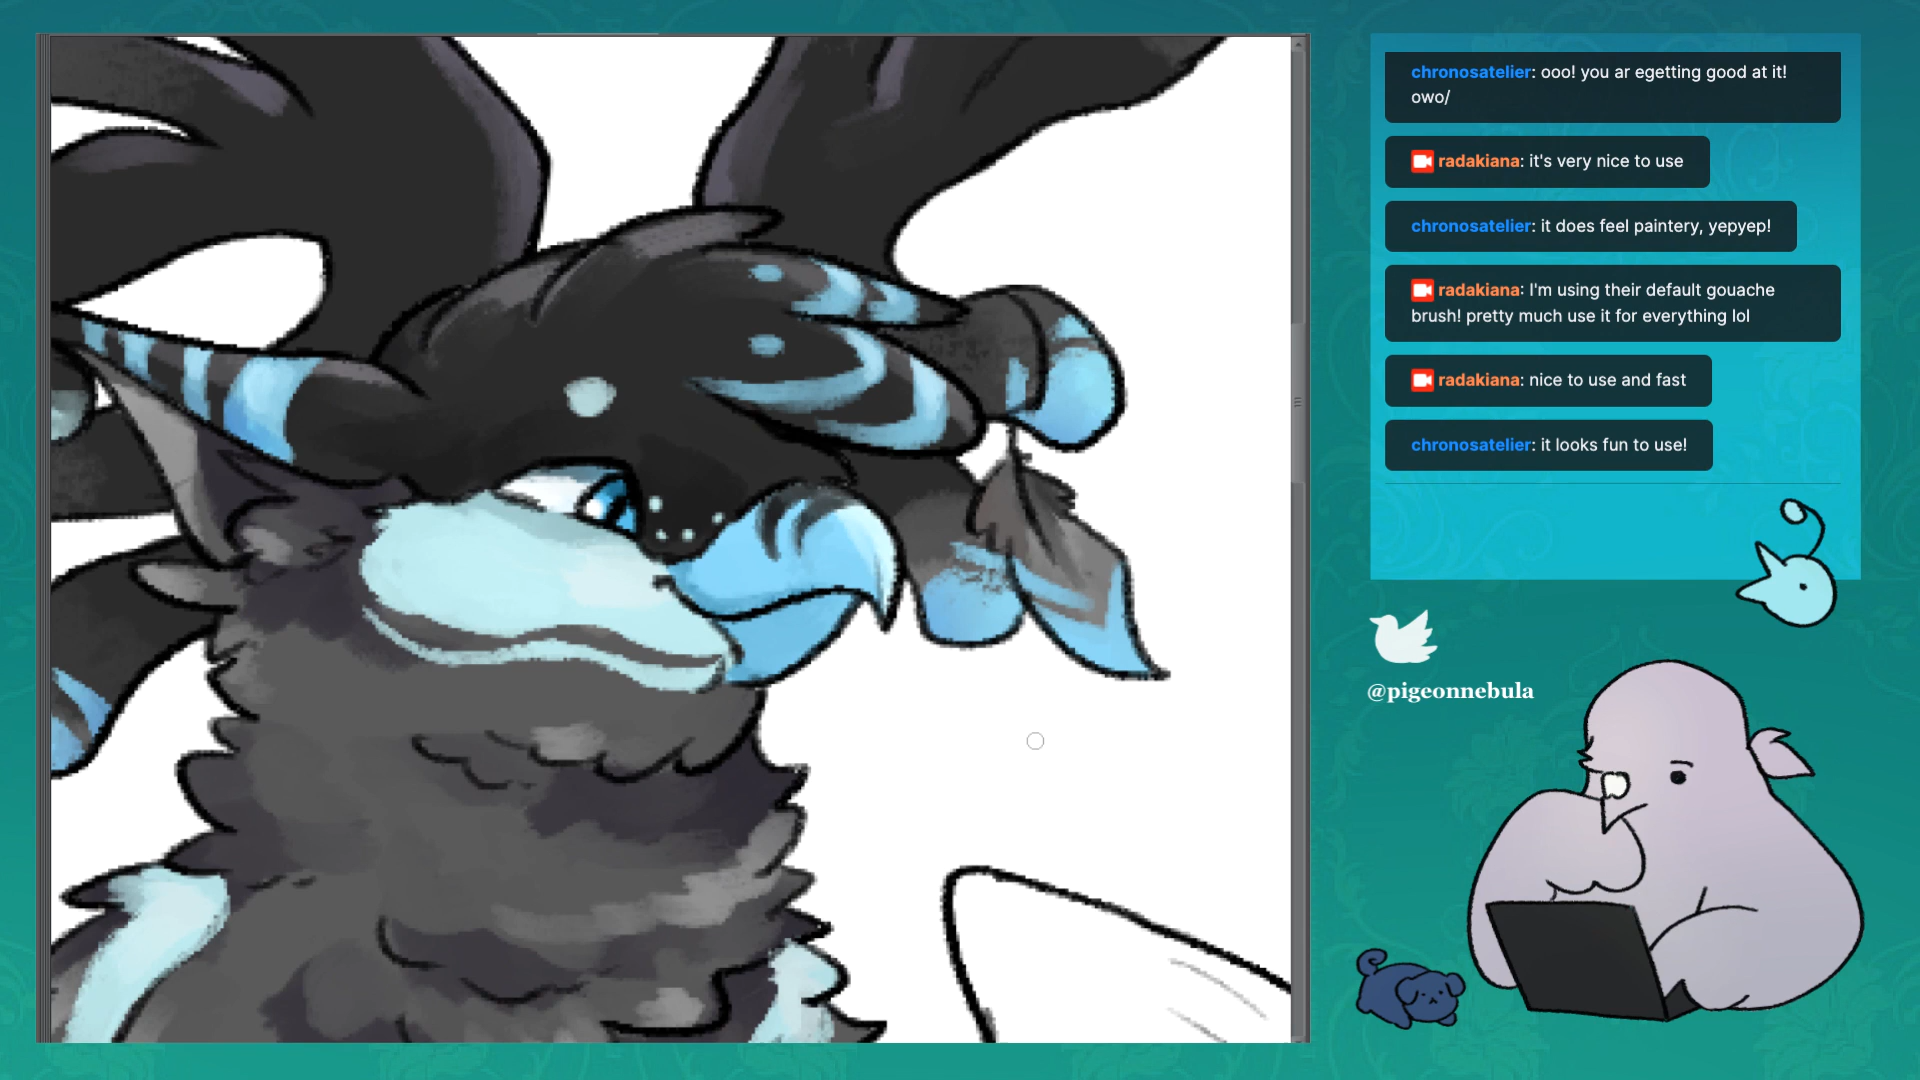 chronosatelier: ooo! you ar egetting good at it!
owo/
radakiana: it's very nice to use
chronosatelier: it does feel paintery, yepyep!
radakiana: I'm using their default gouache
brush! pretty much use it for everything lol
radakiana: nice to use and fast
chronosatelier: it looks fun to use!
@pigeonnebula